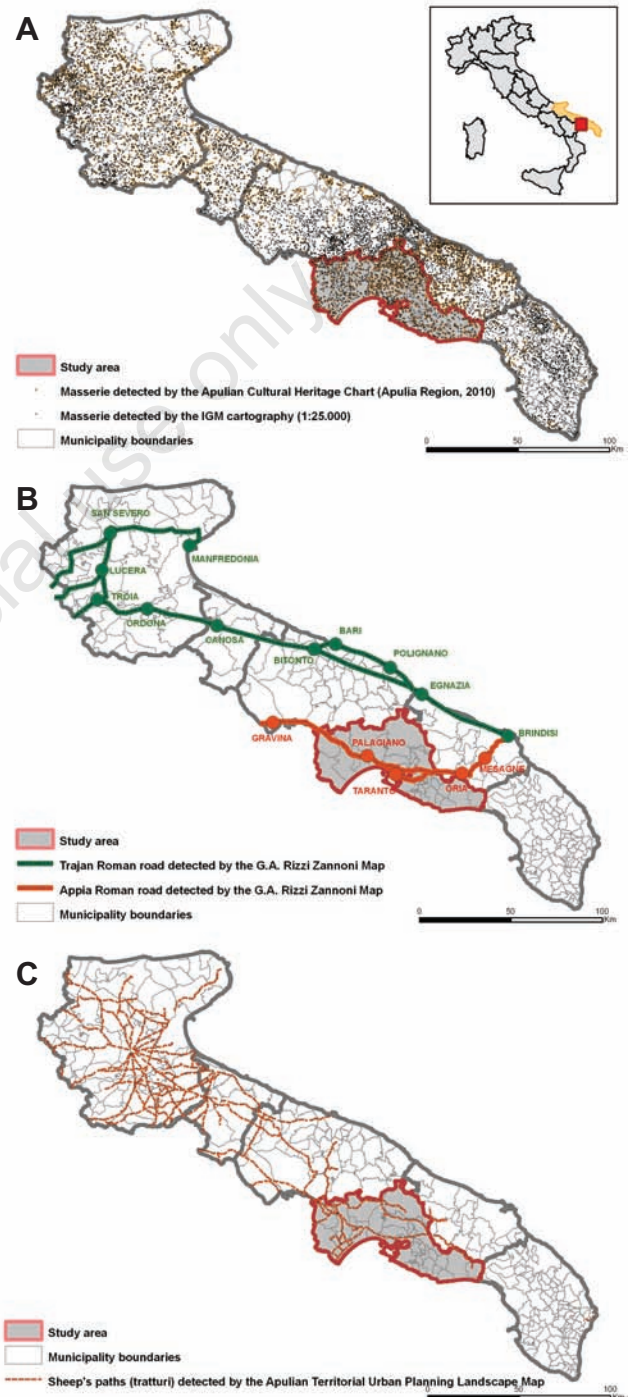 A
Study area
Masserie detected by the Apulian Cultural Heritage Chart (Apulia Region, 2010)
Masserie detected by the IGM cartography (1:25.000)
Municipality boundaries
0 50 100
Km
B
SAN SEVERO
MANFREDONIA
LUCERA
TROIA
ORDONA
CANOSA
BARI
BITONTO
POLIGNANO
EGNAZIA
BRINDISI
GRAVINA
PALAGIANO
MESAGNE
TARANTO
ORIA
Study area
Trajan Roman road detected by the G.A. Rizzi Zannoni Map
Appia Roman road detected by the G.A. Rizzi Zannoni Map
Municipality boundaries
0 50 100
Km
C
Study area
Municipality boundaries
Sheep's paths (tratturi) detected by the Apulian Territorial Urban Planning Landscape Map
0 50 100
Km
use only